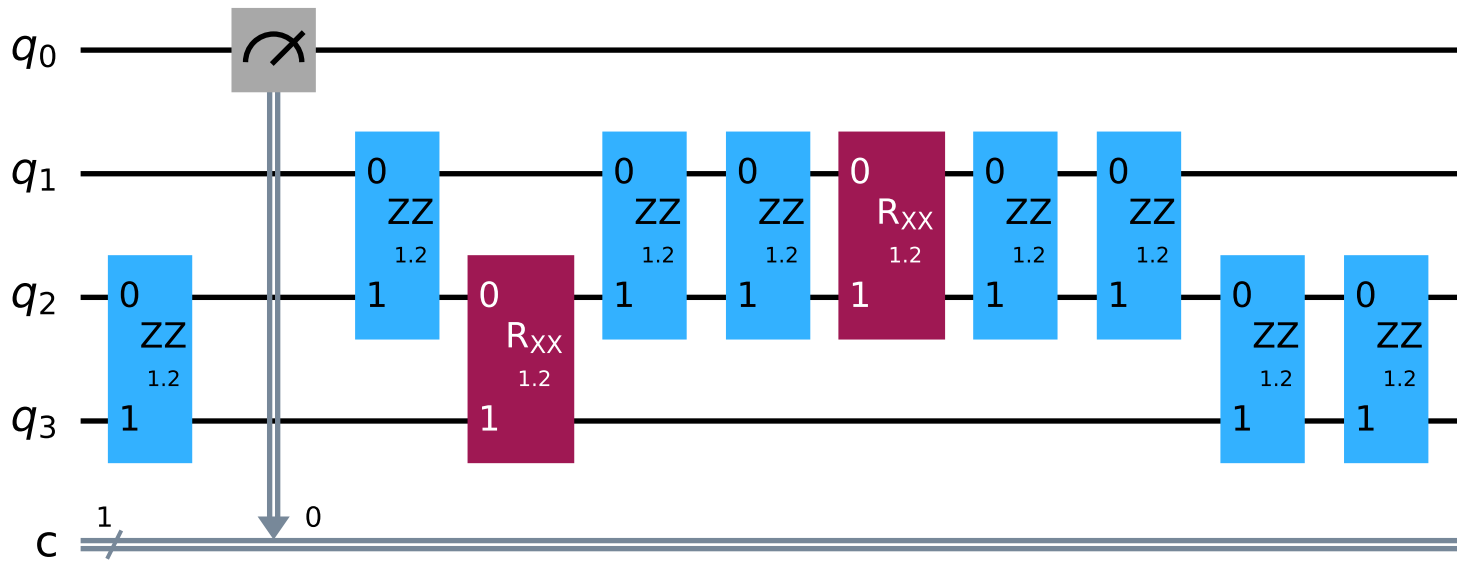 q0
q1
0 0 0 0 0 0
ZZ ZZ ZZ RXX ZZ ZZ
1.2 1.2 1.2 1.2 1.2 1.2
q2
0 1 0 1 1 1 1 1 0 0
ZZ RXX ZZ ZZ
1.2 1.2 1.2 1.2
q3
1 1 1 1
1 0
c